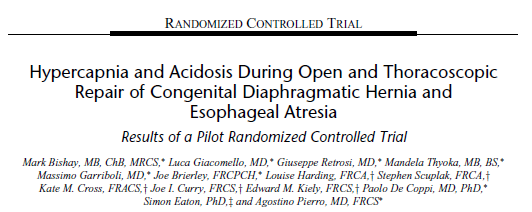 RANDOMIZED CONTROLLED TRIAL
Hypercapnia and Acidosis During Open and Thoracoscopic
Repair of Congenital Diaphragmatic Hernia and
Esophageal Atresia
Results of a Pilot Randomized Controlled Trial
Mark Bishay, MB, ChB, MRCS,* Luca Giacomello, MD,* Giuseppe Retrosi, MD,* Mandela Thyoka, MB, BS,*
Massimo Garriboli, MD,* Joe Brierley, FRCPCH,* Louise Harding, FRCA,† Stephen Scuplak, FRCA,†
Kate M. Cross, FRACS,† Joe I. Curry, FRCS,† Edward M. Kiely, FRCS,† Paolo De Coppi, MD, PhD,*
Simon Eaton, PhD,‡ and Agostino Pierro, MD, FRCS*